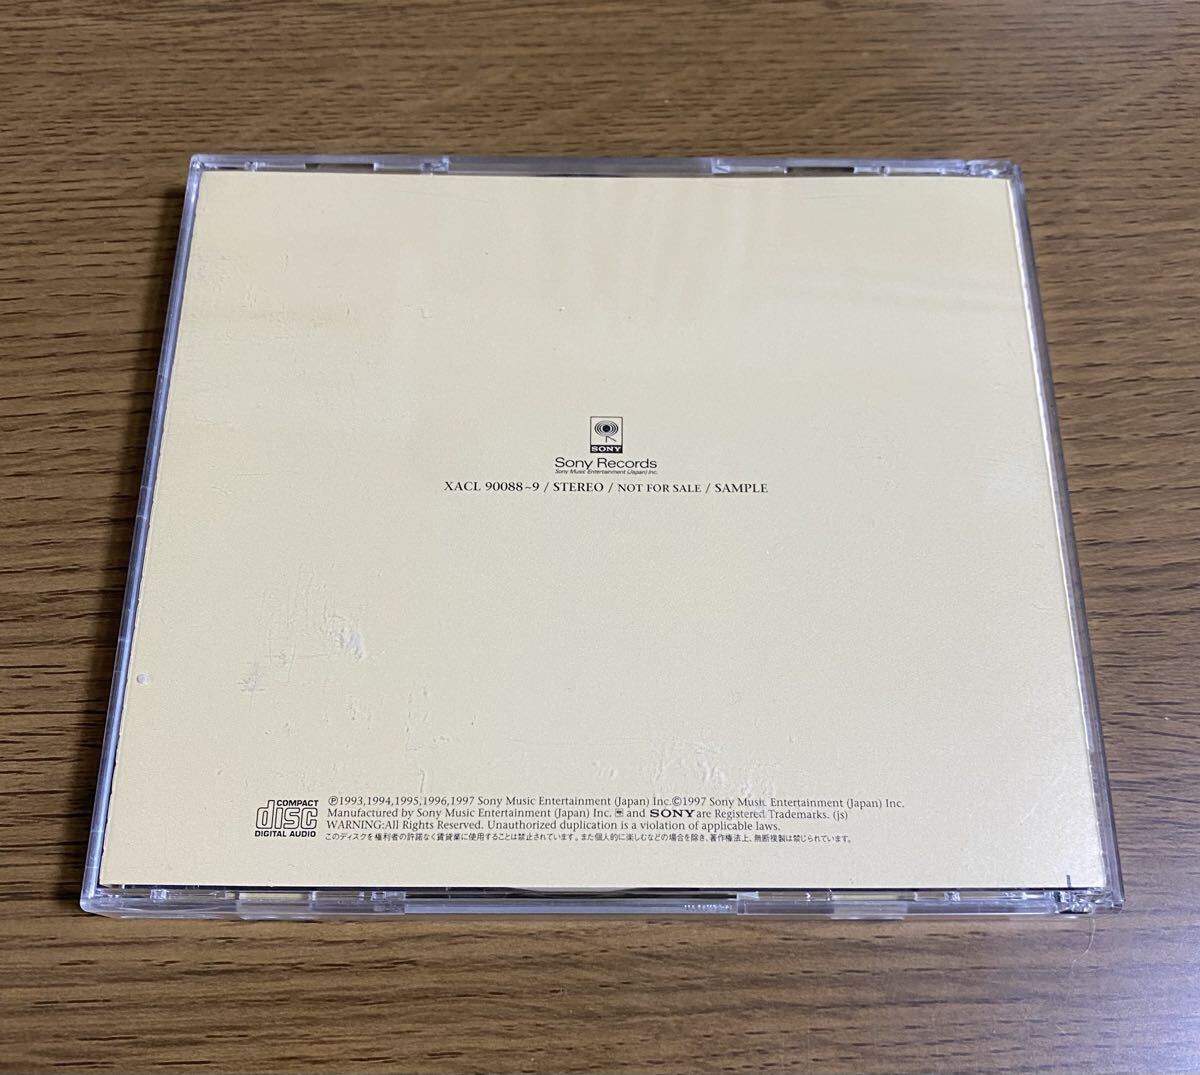 SONY
Sony Records
Sony Music Entertainment (Japan) Inc.
XACL 90088~9 / STEREO / NOT FOR SALE / SAMPLE
COMPACT
disc
DIGITAL AUDIO
℗1993,1994,1995,1996,1997 Sony Music Entertainment (Japan) Inc.©1997 Sony Music Entertainment (Japan) Inc.
Manufactured by Sony Music Entertainment (Japan) Inc. and SONY are Registered Trademarks. (js)
WARNING:All Rights Reserved. Unauthorized duplication is a violation of applicable laws.
このディスクを権利者の許諾なく賃貸業に使用することは禁止されています。また個人的に楽しむなどの場合を除き、著作権法上、無断複製は禁じられています。